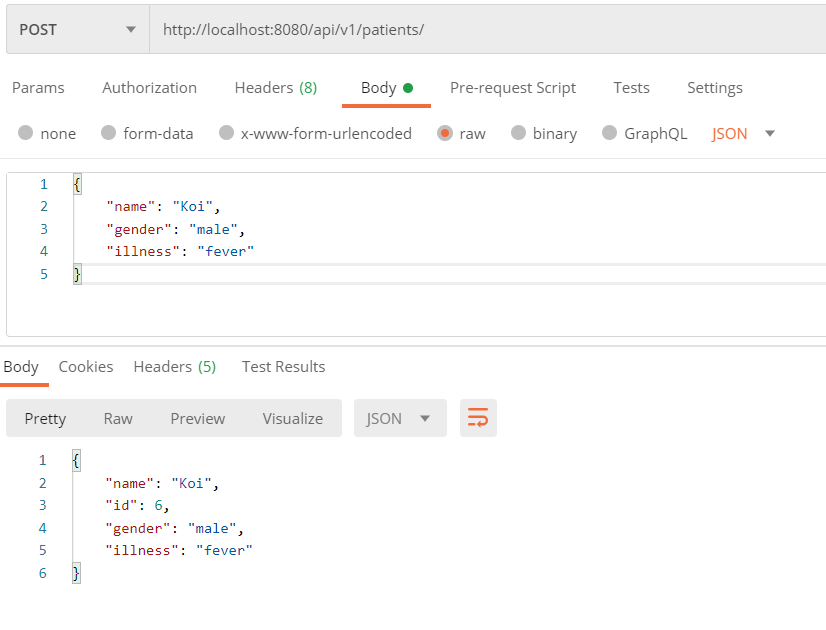 POST http://localhost:8080/api/v1/patients/
Params Authorization Headers (8) Body Pre-request Script Tests Settings
none form-data x-www-form-urlencoded raw binary GraphQL JSON
1 {
2 "name": "Koi",
3 "gender": "male",
4 "illness": "fever"
5 }
Body Cookies Headers (5) Test Results
Pretty Raw Preview Visualize JSON
1 {
2 "name": "Koi",
3 "id": 6,
4 "gender": "male",
5 "illness": "fever"
6 }